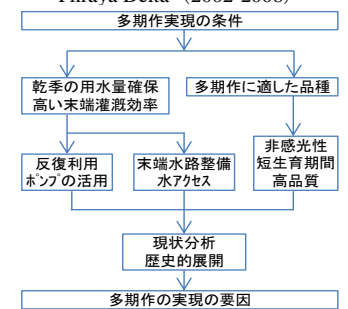 Phraya Delta (2002-2008)
多期作実現の条件
乾季の用水量確保
高い末端灌漑効率
多期作に適した品種
反復利用
ﾎﾟﾝﾌﾟの活用
末端水路整備
水アクセス
非感光性
短生育期間
高品質
現状分析
歴史的展開
多期作の実現の要因